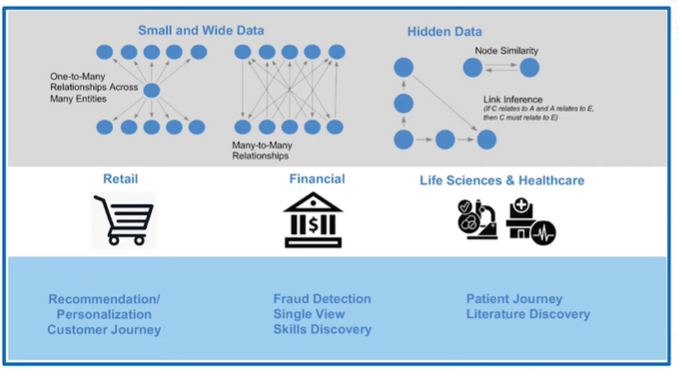 Small and Wide Data
Hidden Data
One-to-Many
Relationships Across
Many Entities
Many-to-Many
Relationships
Node Similarity
Link Inference
(If C relates to A and A relates to E,
then C must relate to E)
Retail
Financial
Life Sciences & Healthcare
$
Recommendation/
Personalization
Customer Journey
Fraud Detection
Single View
Skills Discovery
Patient Journey
Literature Discovery